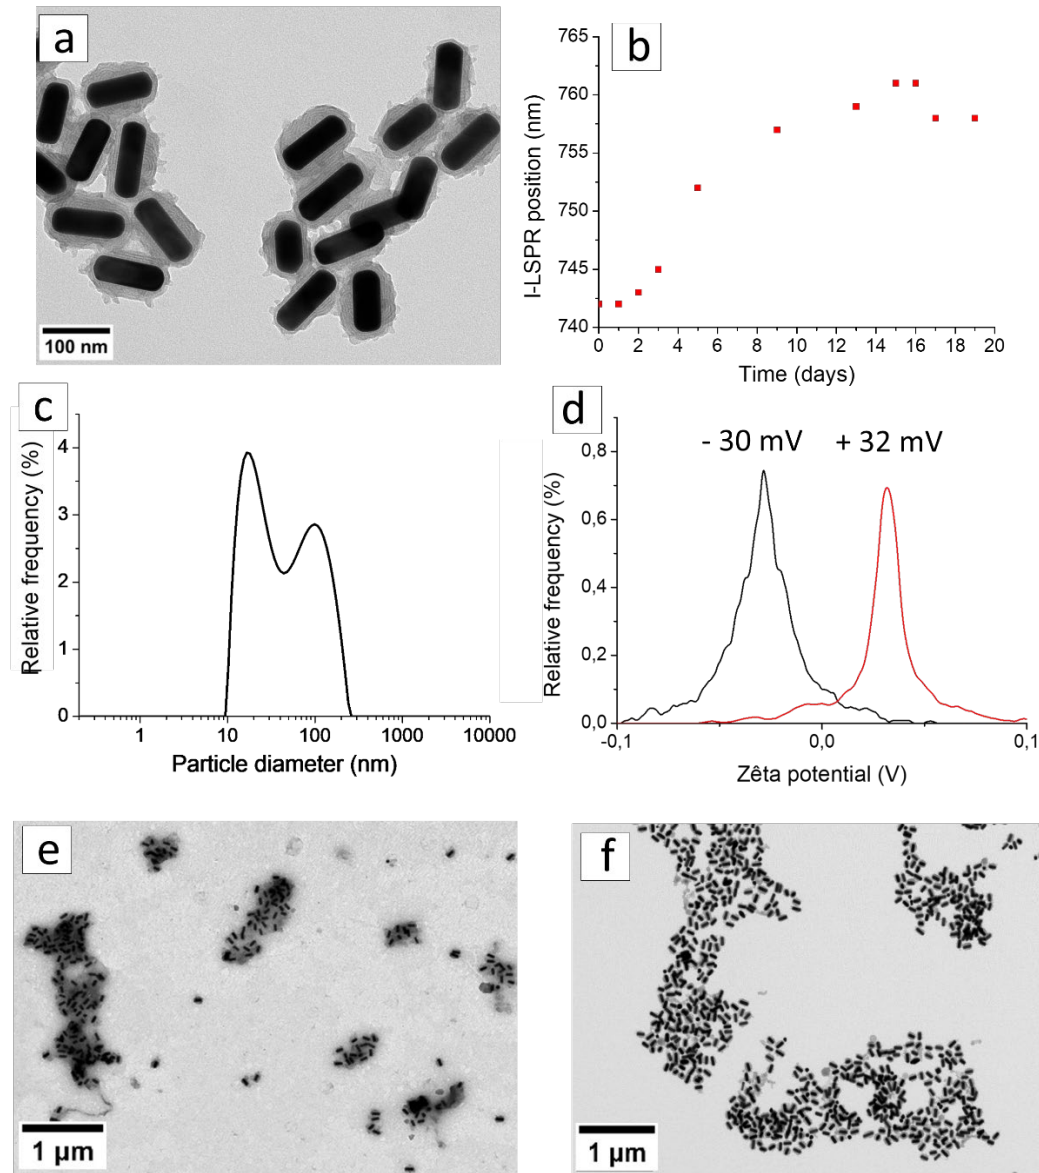 a
100 nm
b
l-LSPR position (nm)
765
760
755
750
745
740
0 2 4 6 8 10 12 14 16 18 20
Time (days)
c
Relative frequency (%)
4
3
2
1
0
1 10 100 1000 10000
Particle diameter (nm)
d
- 30 mV + 32 mV
Relative frequency (%)
0,8
0,6
0,4
0,2
0,0
-0,1 0,0 0,1
Zêta potential (V)
e
1 µm
f
1 µm